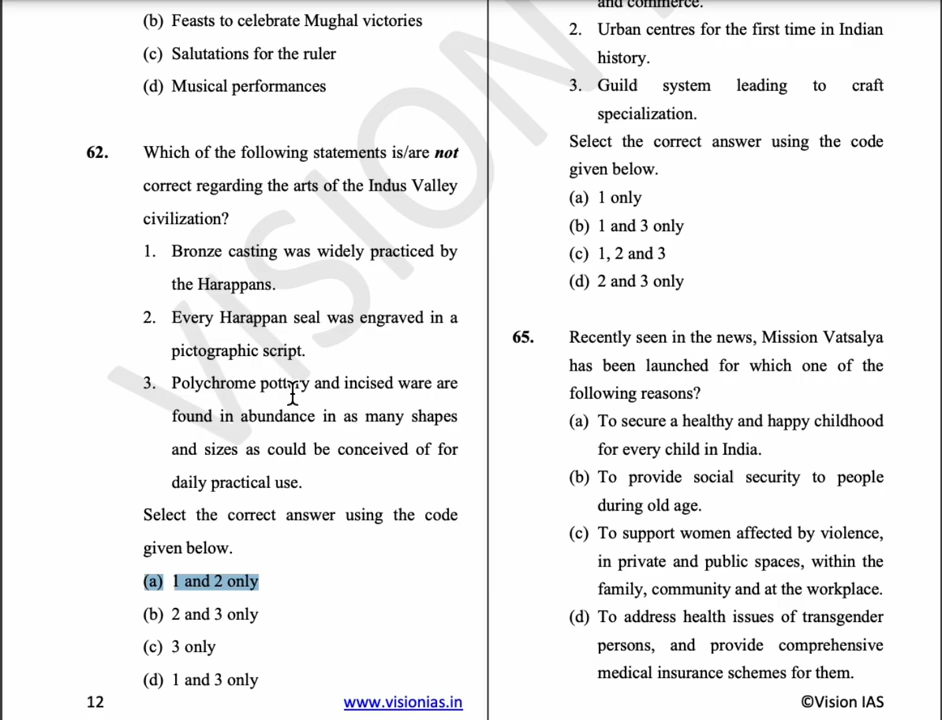 (b) Feasts to celebrate Mughal victories
(c) Salutations for the ruler
(d) Musical performances
62. Which of the following statements is/are not
correct regarding the arts of the Indus Valley
civilization?
1. Bronze casting was widely practiced by
the Harappans.
2. Every Harappan seal was engraved in a
pictographic script.
3. Polychrome pottery and incised ware are
found in abundance in as many shapes
and sizes as could be conceived of for
daily practical use.
Select the correct answer using the code
given below.
(a) 1 and 2 only
(b) 2 and 3 only
(c) 3 only
(d) 1 and 3 only
and commerce.
2. Urban centres for the first time in Indian
history.
3. Guild system leading to craft
specialization.
Select the correct answer using the code
given below.
(a) 1 only
(b) 1 and 3 only
(c) 1, 2 and 3
(d) 2 and 3 only
65. Recently seen in the news, Mission Vatsalya
has been launched for which one of the
following reasons?
(a) To secure a healthy and happy childhood
for every child in India.
(b) To provide social security to people
during old age.
(c) To support women affected by violence,
in private and public spaces, within the
family, community and at the workplace.
(d) To address health issues of transgender
persons, and provide comprehensive
medical insurance schemes for them.
12 www.visionias.in ©Vision IAS
VISION